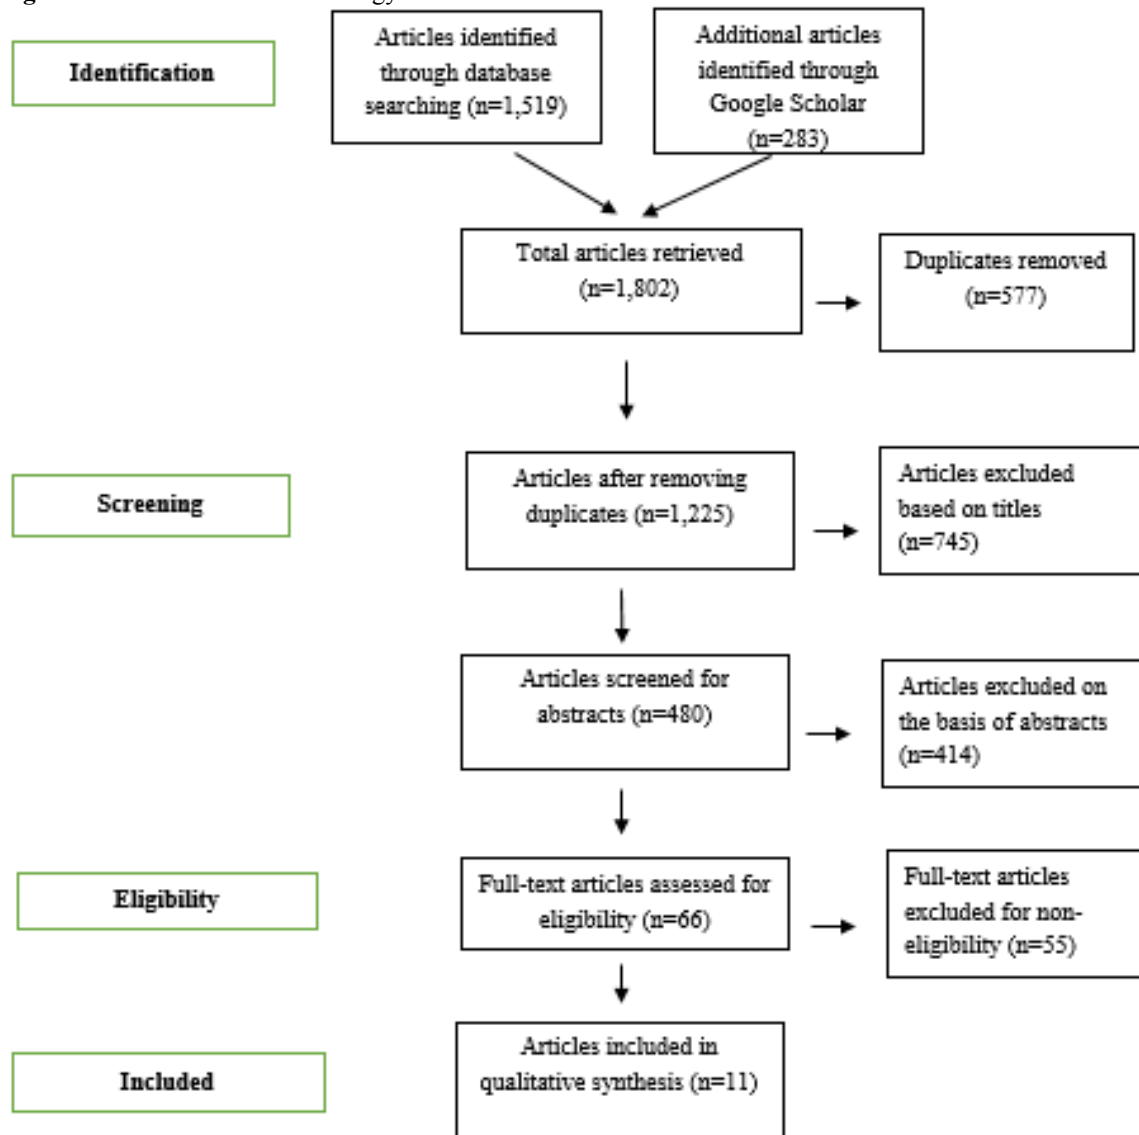 Identification
Articles identified
through database
searching (n=1,519)
Additional articles
identified through
Google Scholar
(n=283)
Total articles retrieved
(n=1,802)
Duplicates removed
(n=577)
Screening
Articles after removing
duplicates (n=1,225)
Articles excluded
based on titles
(n=745)
Articles screened for
abstracts (n=480)
Articles excluded on
the basis of abstracts
(n=414)
Eligibility
Full-text articles assessed for
eligibility (n=66)
Full-text articles
excluded for non-
eligibility (n=55)
Included
Articles included in
qualitative synthesis (n=11)